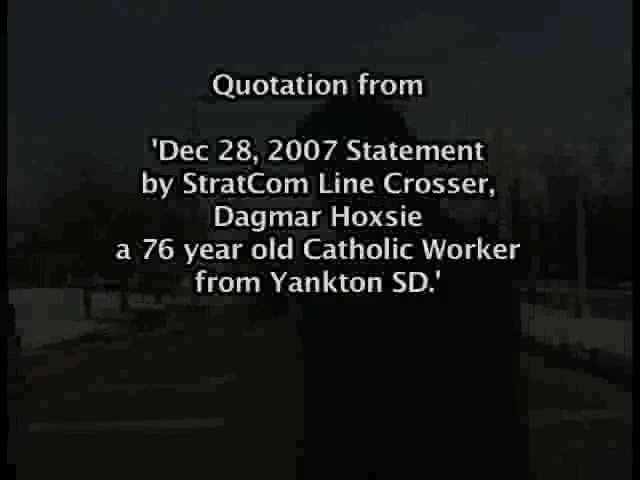 Quotation from
'Dec 28, 2007 Statement
by StratCom Line Crosser,
Dagmar Hoxsie
a 76 year old Catholic Worker
from Yankton SD.'